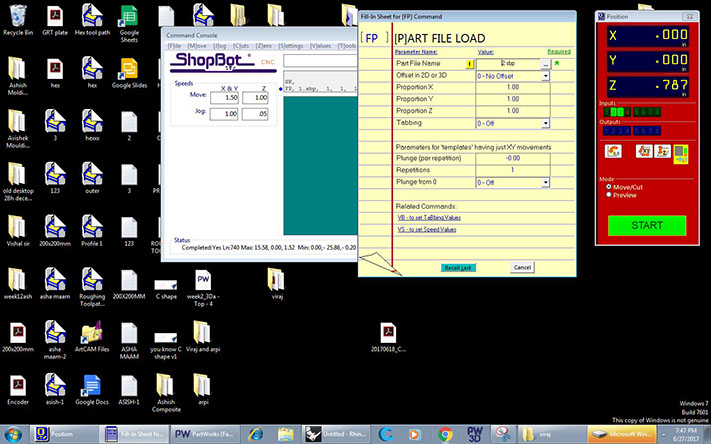 Recycle Bin
GRT plate
Hex tool path
Google Sheets
Ashish Moldi...
Hexx
hexx
Google Slides
Avishek Mouldi...
3
hexxx
2
old desktop 28h dece...
123
outer
3
Vishal sir
200x200mm
Profile 1
123
week12ash
asha maam
Roughing Toolpat...
200X200MM
C shape
week2_3Da - Top - 4
viraj
200x200mm
asha maam-2
ArtCAM Files
ASHA MAAM
you know C shape v1
Viraj and arpi
20170618_C...
Encoder
asish-1
Google Docs
ASISH-1
Ashish Composite
arpi
Command Console
[F]ile [M]ove [J]og [C]uts [Z]ero [S]ettings [V]alues [T]ools
ShopBot CNC
Speeds
X & Y Z
Move: 1.50 1.00
Jog: 1.00 .05
SK,
FP, 1.sbp, 1, 1, 1
Status
Completed:Yes Ln:740 Max: 15.58, 0.00, 1.52 Min: 0.00,- 25.86,- 0.20
Fill-In Sheet for [FP] Command
[FP] [P]ART FILE LOAD
Parameter Name: Value: Required
Part File Name ! 2.sbp ... *
Offset in 2D or 3D 0 - No Offset
Proportion X 1.00
Proportion Y 1.00
Proportion Z 1.00
Tabbing 0 - Off
Parameters for 'templates' having just XY movements
Plunge (per repetition) -0.00
Repetitions 1
Plunge from 0 0 - Off
Related Commands:
VB - to set TaBbing Values
VS - to set Speed Values
Recall Last Cancel
Position
X .000 in
Y .000 in
Z .787 in
Inputs
1 2 3 4 5 6 7 8
Outputs
1 2 3 4 5 6 7 8
Mode
Move/Cut
Preview
START
Windows 7
Build 7601
This copy of Windows is not genuine
Position
Fill-In Sheet fo...
PW PartWorks (Fa...
Untitled - Rhin...
PW 3D
viraj
Microsoft Win...
7:47 PM
6/27/2017